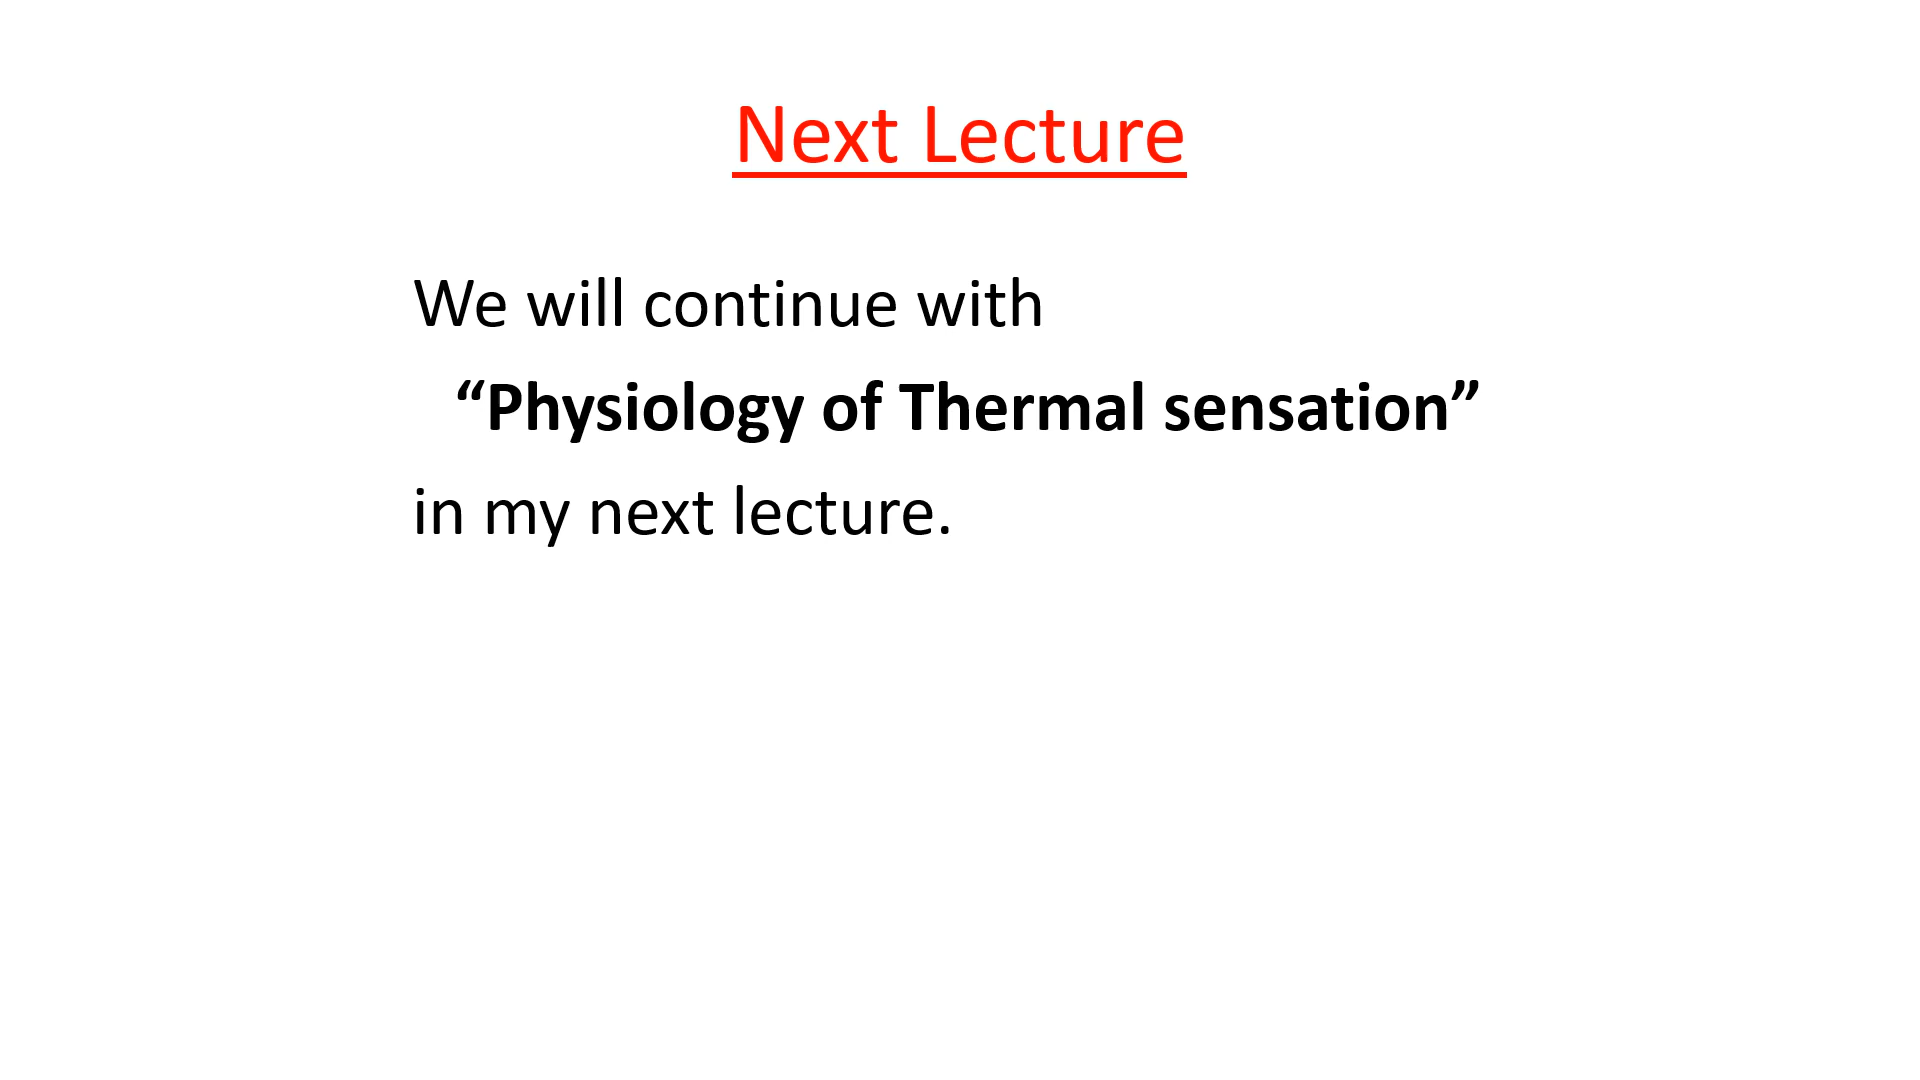 Next Lecture
We will continue with
“Physiology of Thermal sensation”
in my next lecture.